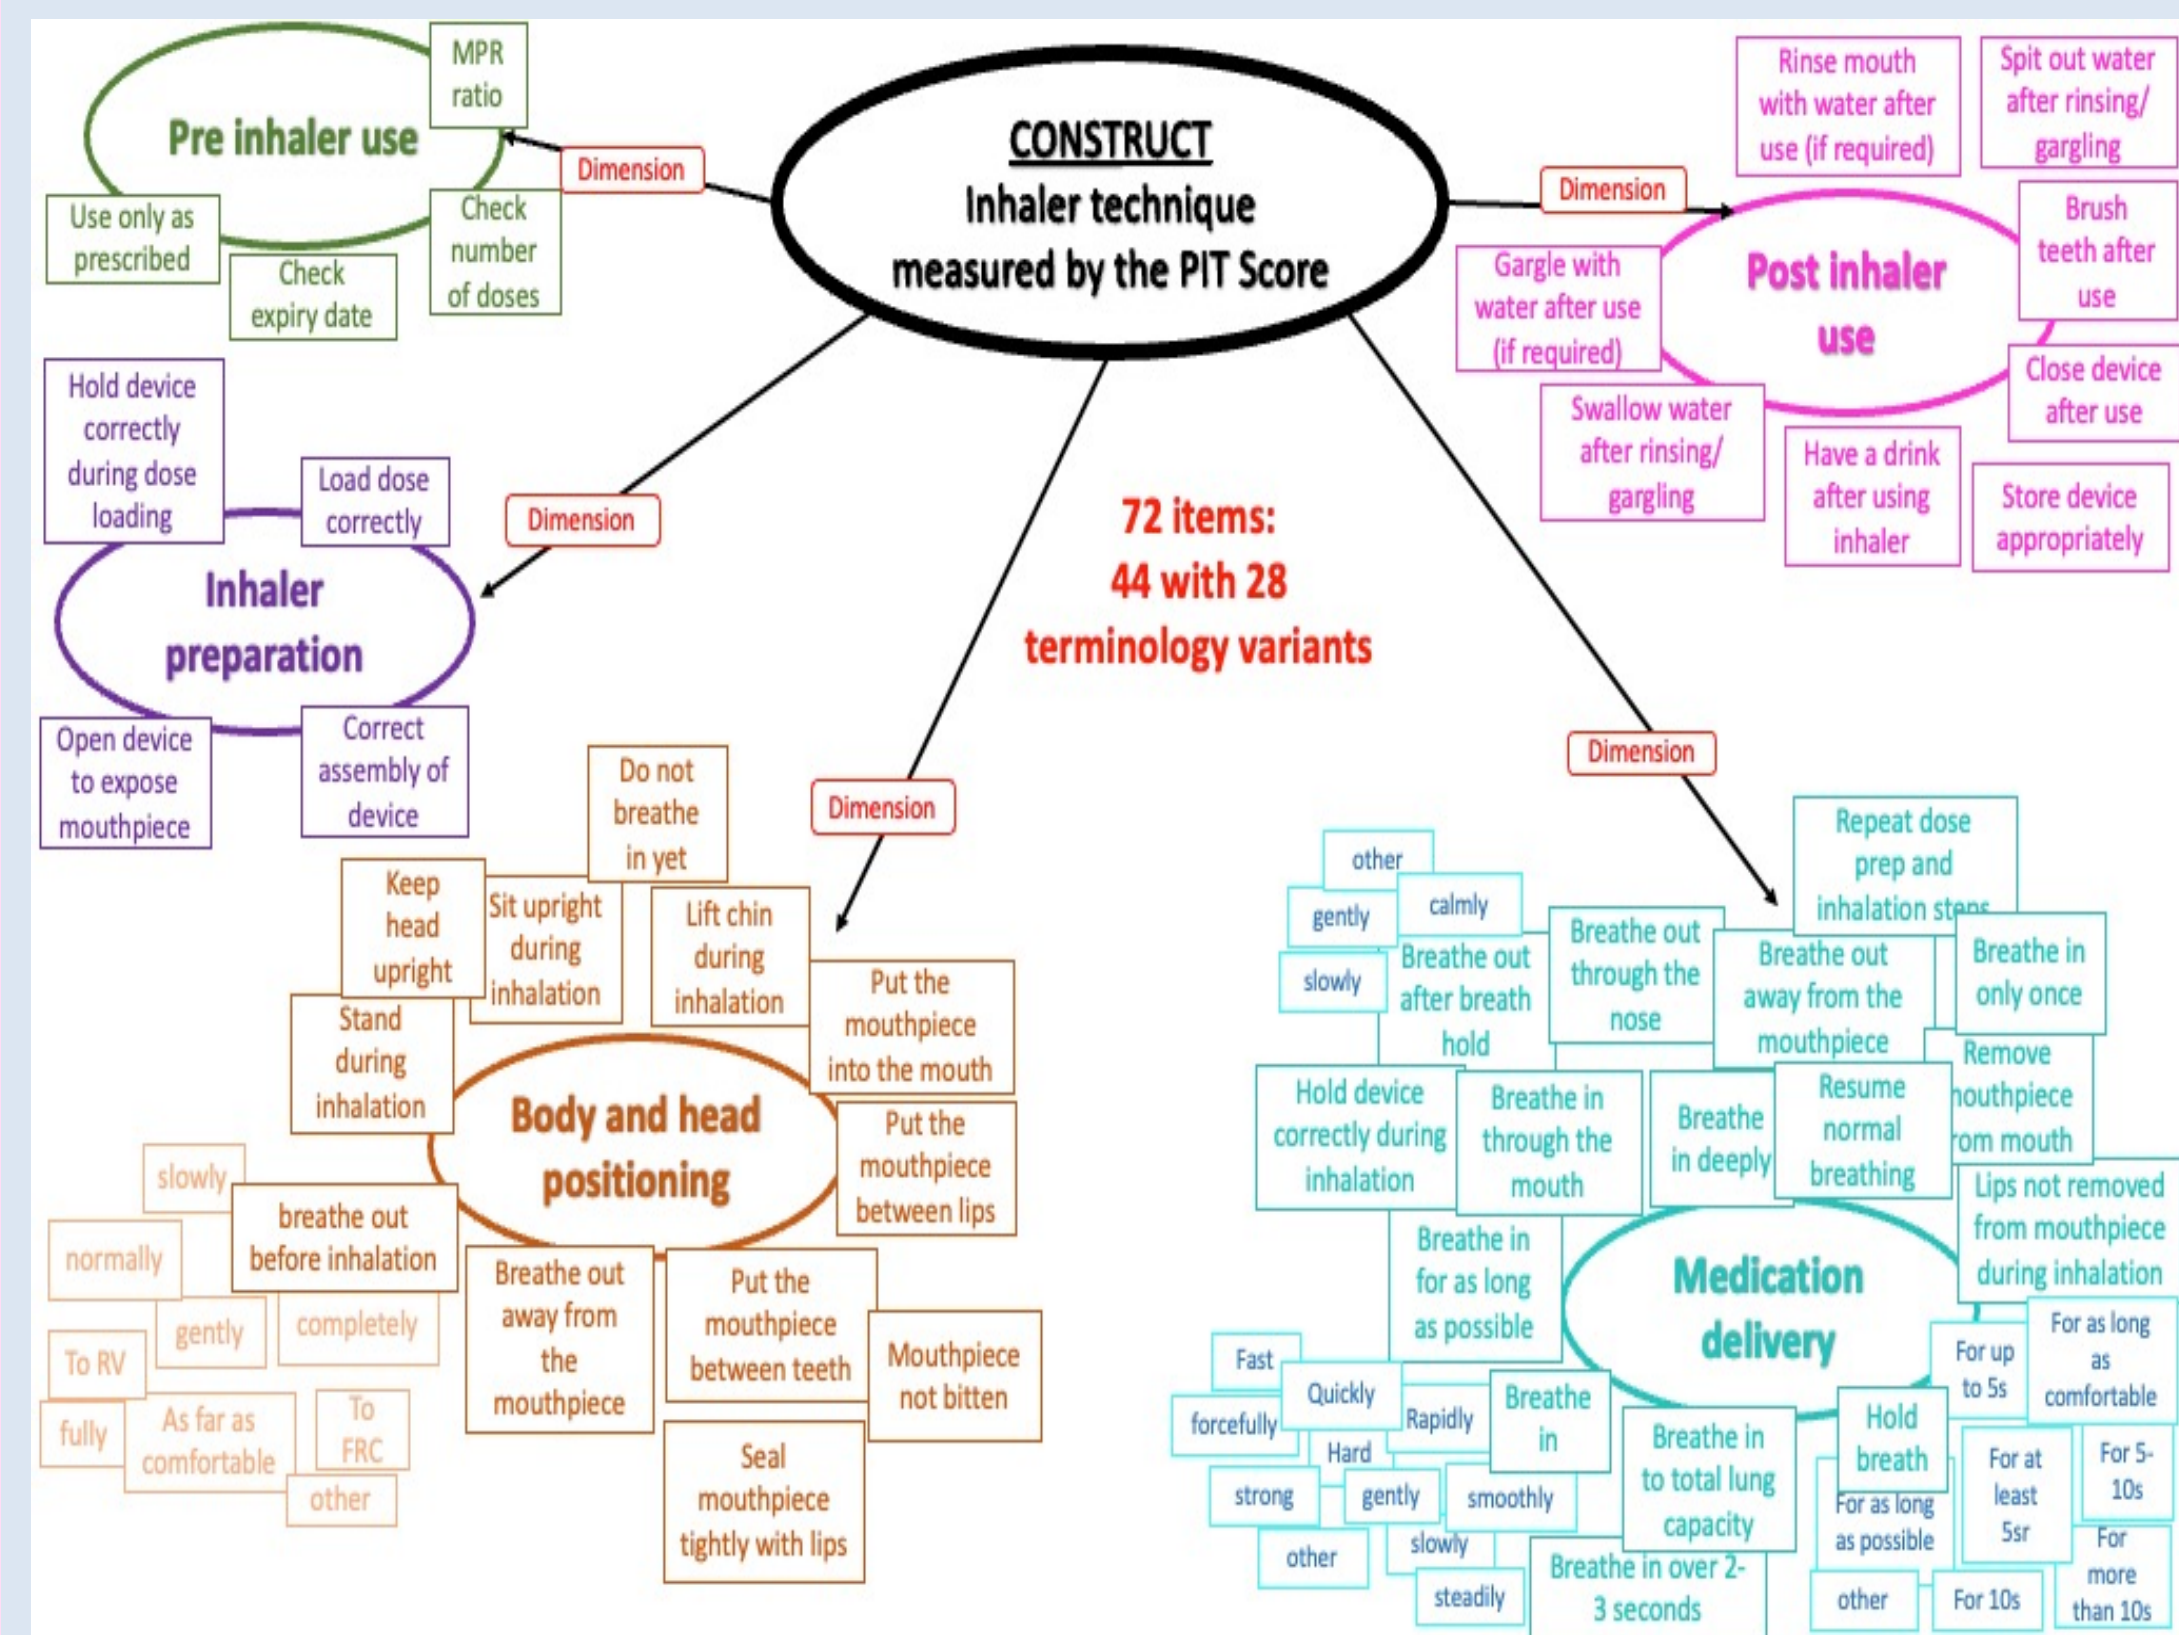 MPR
ratio
Pre inhaler use
Use only as
prescribed
Check
expiry date
Check
number
of doses
Dimension
CONSTRUCT
Inhaler technique
measured by the PIT Score
Dimension
Rinse mouth
with water after
use (if required)
Spit out water
after rinsing/
gargling
Brush
teeth after
use
Gargle with
water after use
(if required)
Post inhaler
use
Close device
after use
Swallow water
after rinsing/
gargling
Have a drink
after using
inhaler
Store device
appropriately
Hold device
correctly
during dose
loading
Load dose
correctly
Inhaler
preparation
Open device
to expose
mouthpiece
Correct
assembly of
device
Dimension
72 items:
44 with 28
terminology variants
Dimension
Dimension
Do not
breathe
in yet
Keep
head
upright
Sit upright
during
inhalation
Lift chin
during
inhalation
Put the
mouthpiece
into the mouth
Stand
during
inhalation
Body and head
positioning
Put the
mouthpiece
between lips
slowly
breathe out
before inhalation
normally
gently
completely
To RV
fully
As far as
comfortable
To
FRC
other
Breathe out
away from
the
mouthpiece
Put the
mouthpiece
between teeth
Mouthpiece
not bitten
Seal
mouthpiece
tightly with lips
Repeat dose
prep and
inhalation steps
other
gently
calmly
slowly
Breathe out
after breath
hold
Breathe out
through the
nose
Breathe out
away from the
mouthpiece
Breathe in
only once
Remove
outhpiece
rom mouth
Hold device
correctly during
inhalation
Breathe in
through the
mouth
Breathe
in deeply
Resume
normal
breathing
Lips not removed
from mouthpiece
during inhalation
Breathe in
for as long
as possible
Medication
delivery
Fast
Quickly
forcefully
Rapidly
Hard
strong
gently
smoothly
other
slowly
steadily
Breathe
in
Breathe in
to total lung
capacity
Breathe in over 2-
3 seconds
Hold
breath
For up
to 5s
For as long
as
comfortable
For as long
as possible
For at
least
5sr
For 5-
10s
other
For 10s
For
more
than 10s